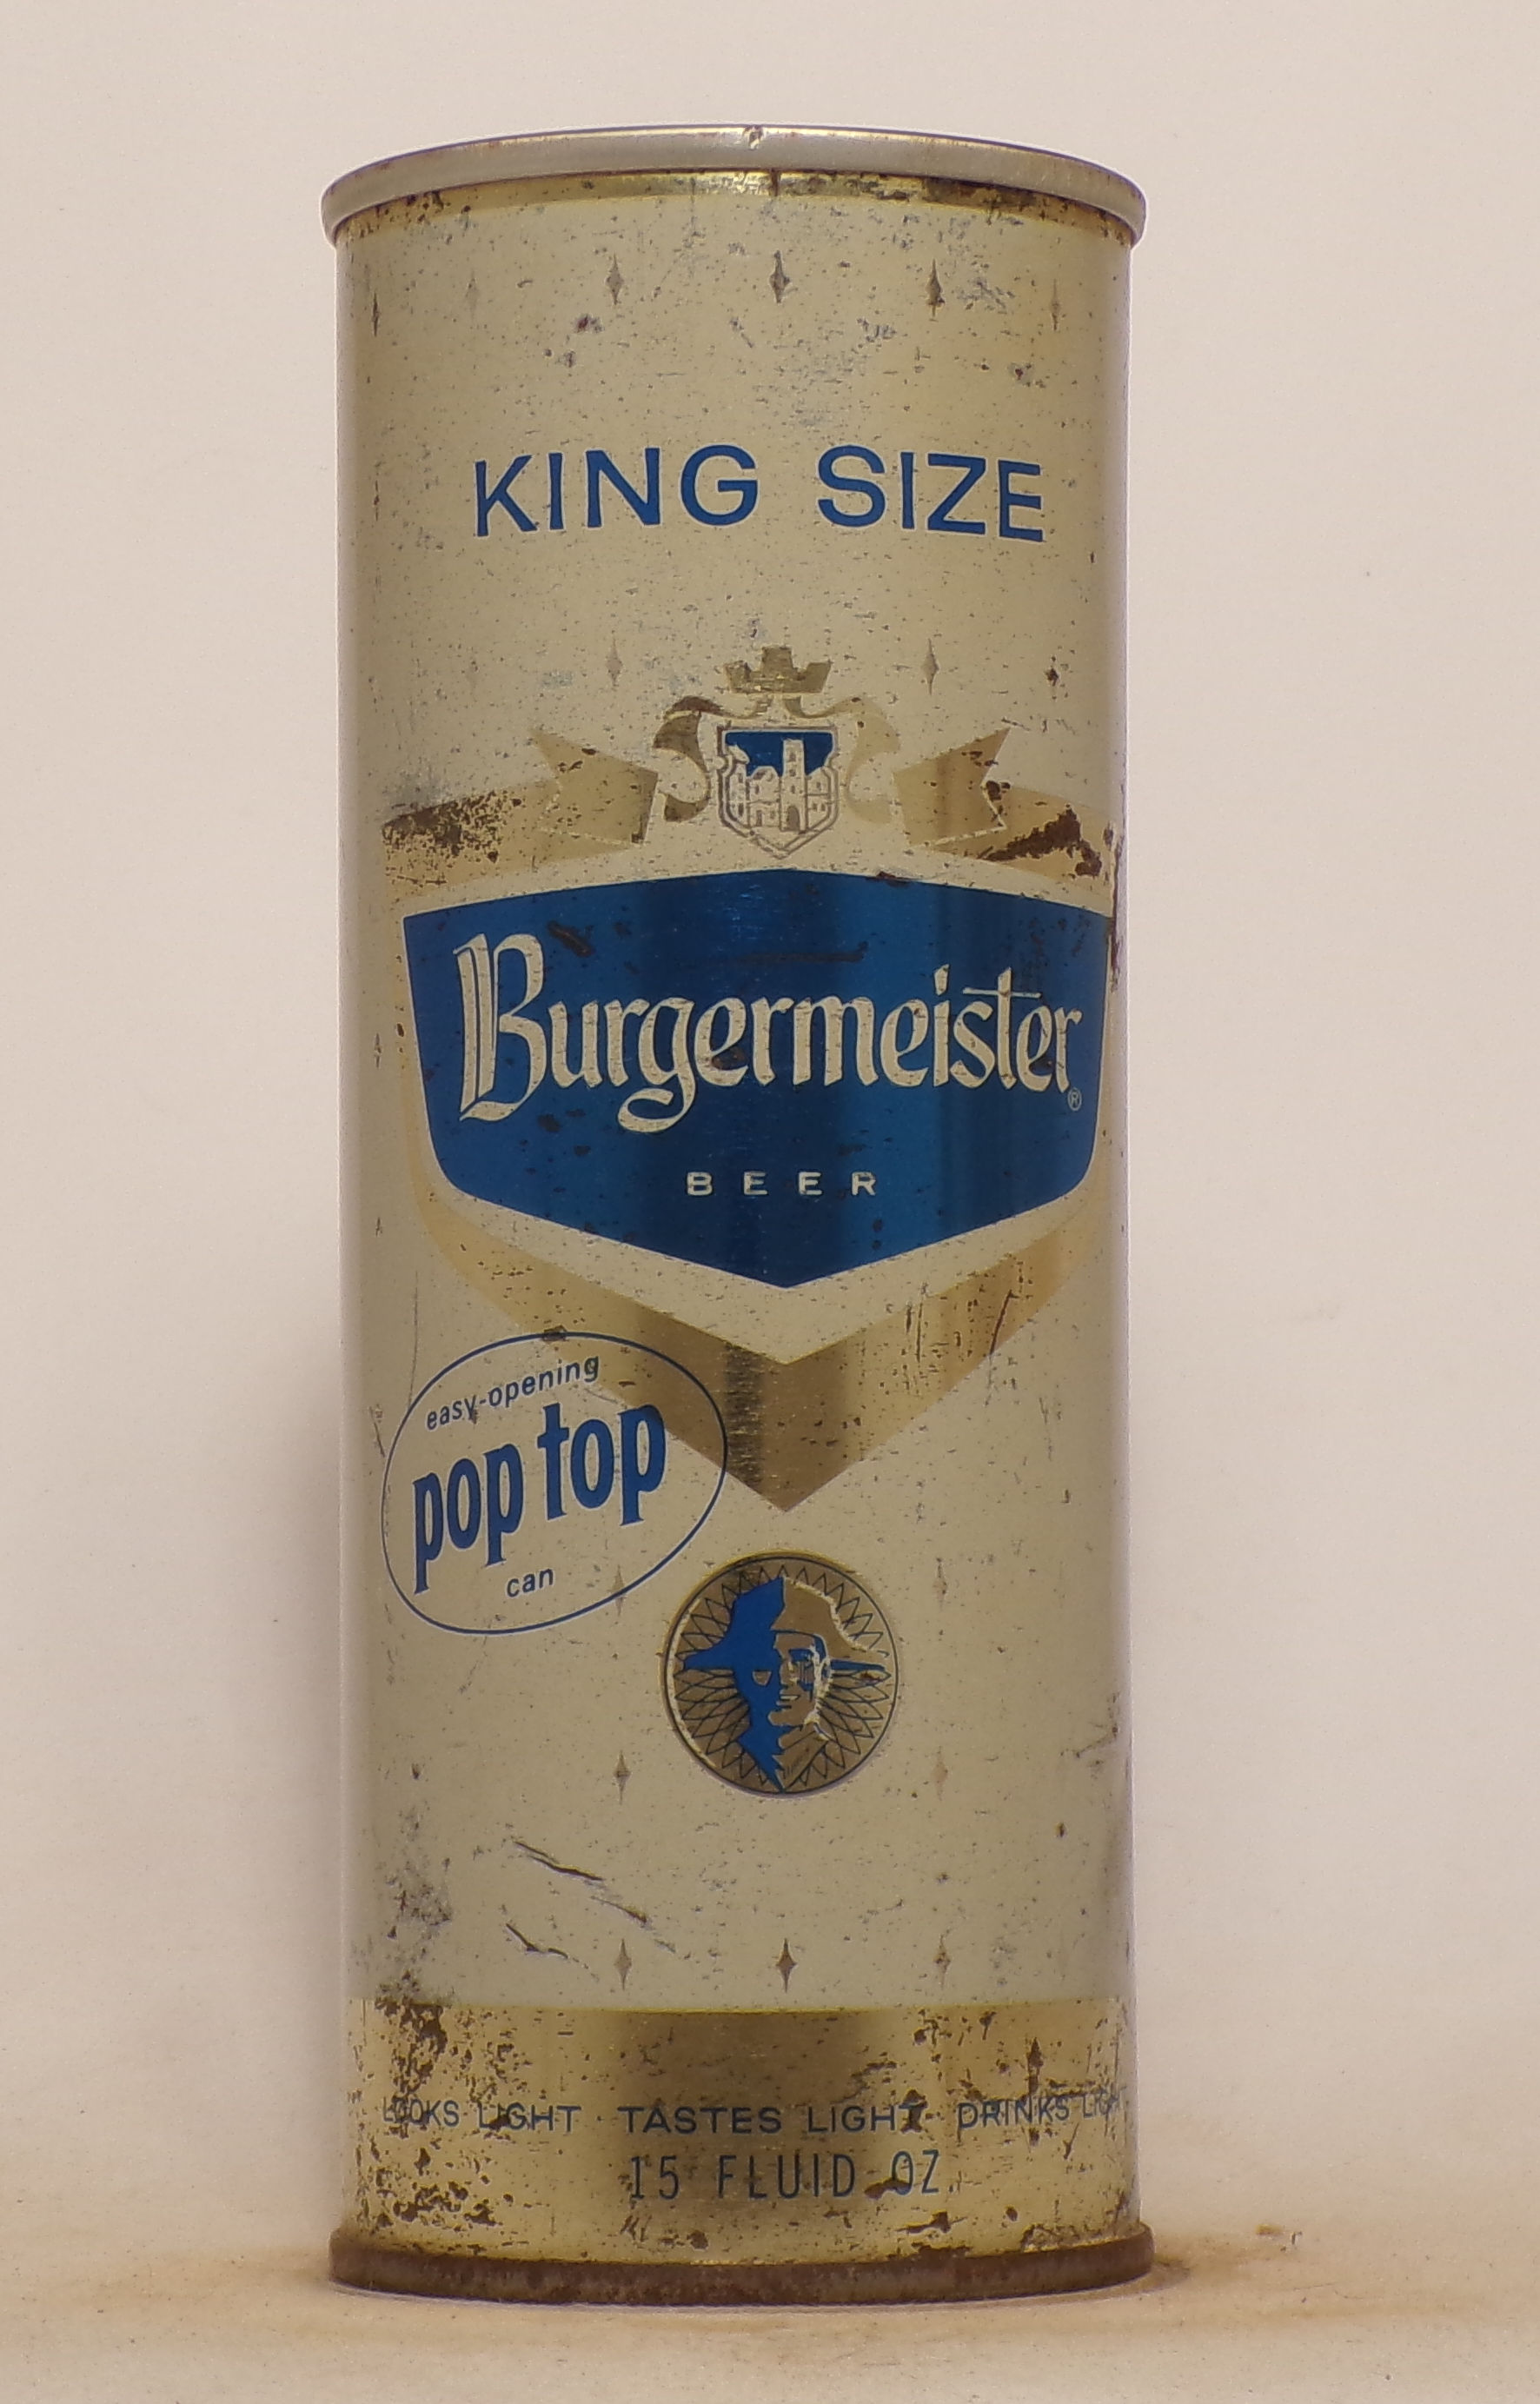 KING SIZE
Burgermeister®
BEER
easy-opening
pop top
can
LOOKS LIGHT · TASTES LIGHT · DRINKS LIGHT
15 FLUID OZ.